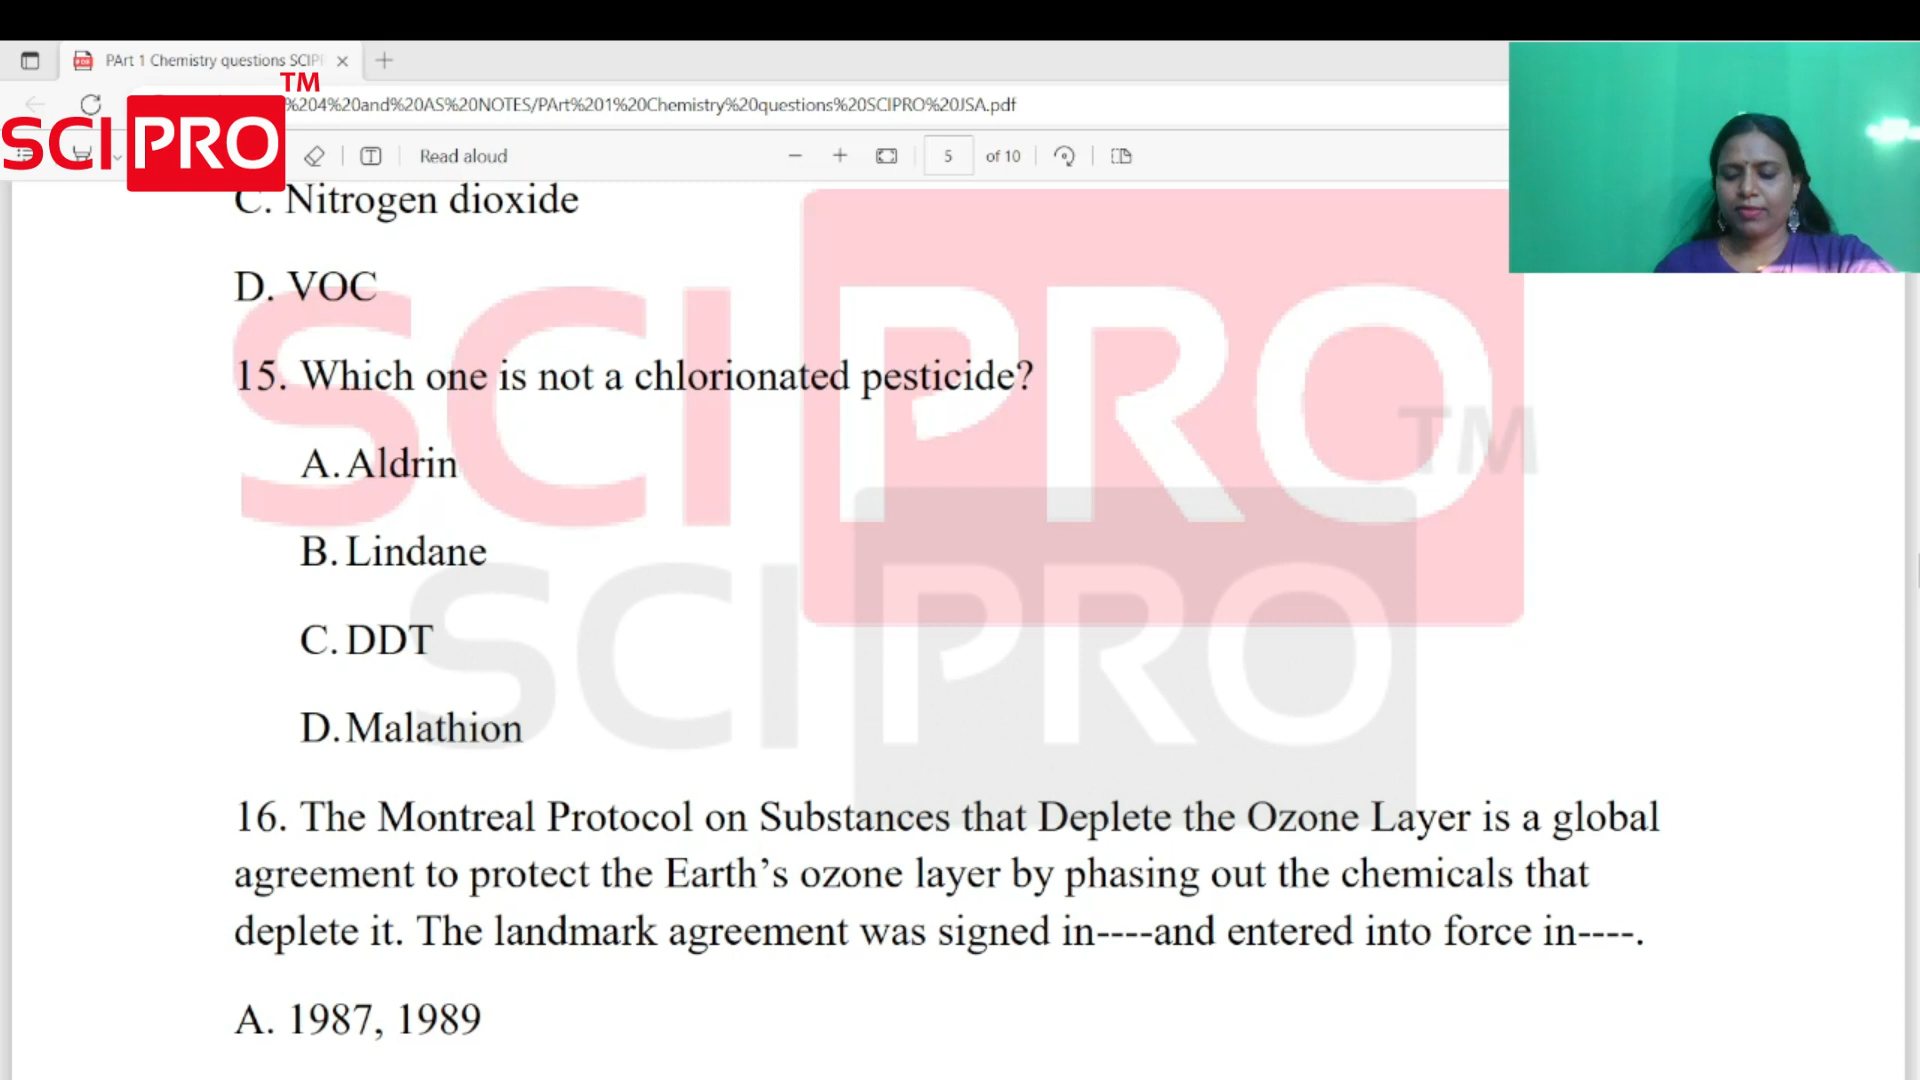 PArt 1 Chemistry questions SCIP
TM
%204%20and%20AS%20NOTES/PArt%201%20Chemistry%20questions%20SCIPRO%20JSA.pdf
SCIPRO
Read aloud
5 of 10
C. Nitrogen dioxide
D. VOC
SCIPRO
TM
15. Which one is not a chlorionated pesticide?
A. Aldrin
B. Lindane
SCIPRO
C. DDT
D. Malathion
16. The Montreal Protocol on Substances that Deplete the Ozone Layer is a global
agreement to protect the Earth’s ozone layer by phasing out the chemicals that
deplete it. The landmark agreement was signed in----and entered into force in----.
A. 1987, 1989